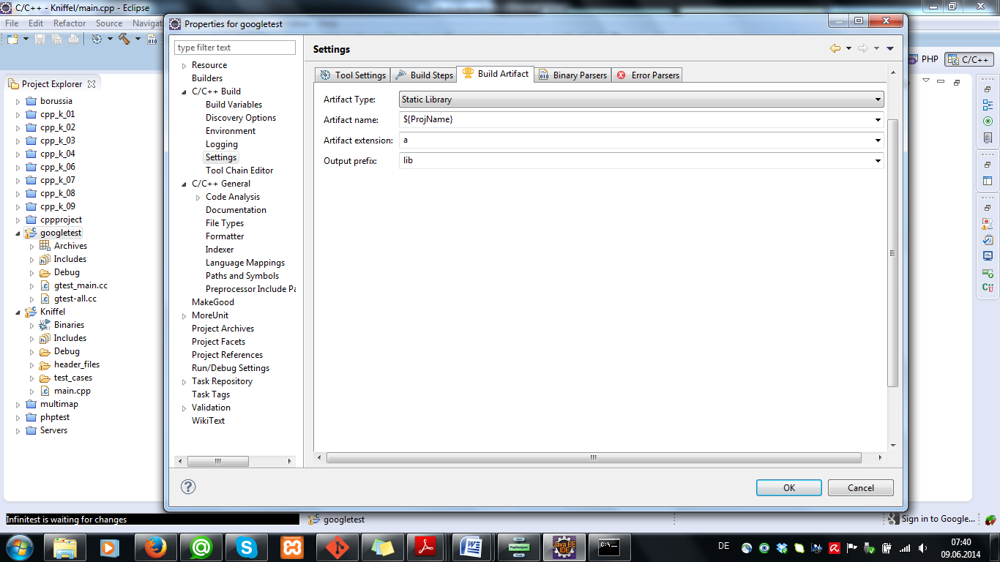 C/C++ - Kniffel/main.cpp - Eclipse
File Edit Refactor Source Navigat
Properties for googletest
type filter text
Settings
PHP C/C++
Tool Settings Build Steps Build Artifact Binary Parsers Error Parsers
Artifact Type: Static Library
Artifact name: ${ProjName}
Artifact extension: a
Output prefix: lib
Resource
Builders
C/C++ Build
Build Variables
Discovery Options
Environment
Logging
Settings
Tool Chain Editor
C/C++ General
Code Analysis
Documentation
File Types
Formatter
Indexer
Language Mappings
Paths and Symbols
Preprocessor Include Pa
MakeGood
MoreUnit
Project Archives
Project Facets
Project References
Run/Debug Settings
Task Repository
Task Tags
Validation
WikiText
Project Explorer
borussia
cpp_k_01
cpp_k_02
cpp_k_03
cpp_k_04
cpp_k_06
cpp_k_07
cpp_k_08
cpp_k_09
cppproject
googletest
Archives
Includes
Debug
gtest_main.cc
gtest-all.cc
Kniffel
Binaries
Includes
Debug
header_files
test_cases
main.cpp
multimap
phptest
Servers
OK Cancel
Infinitest is waiting for changes
googletest
Sign in to Google...
DE
07:40
09.06.2014